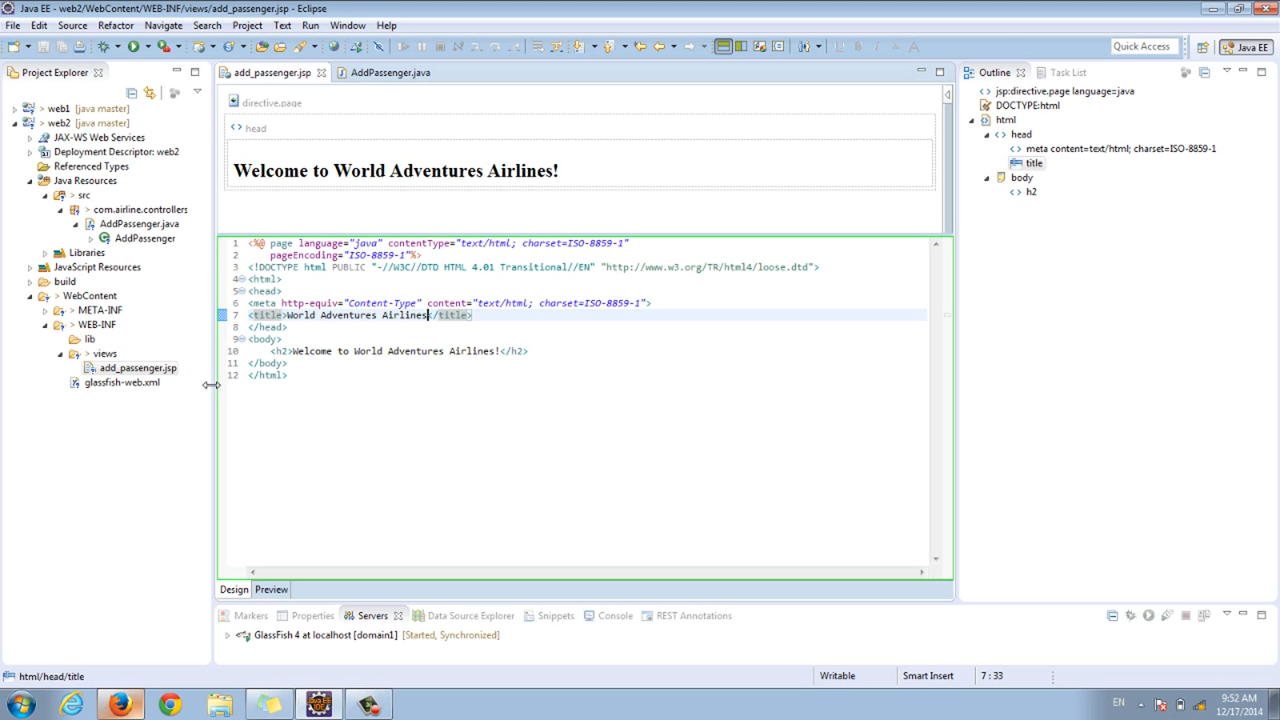 Java EE - web2/WebContent/WEB-INF/views/add_passenger.jsp - Eclipse
File Edit Source Refactor Navigate Search Project Text Run Window Help
Quick Access
Java EE
Project Explorer
> web1 [java master]
> web2 [java master]
JAX-WS Web Services
Deployment Descriptor: web2
Referenced Types
Java Resources
> src
> com.airline.controllers
> AddPassenger.java
> AddPassenger
Libraries
JavaScript Resources
build
> WebContent
> META-INF
> WEB-INF
lib
> views
add_passenger.jsp
glassfish-web.xml
add_passenger.jsp
AddPassenger.java
directive.page
<> head
Welcome to World Adventures Airlines!
1 <%@ page language="java" contentType="text/html; charset=ISO-8859-1"
2 pageEncoding="ISO-8859-1"%>
3 <!DOCTYPE html PUBLIC "-//W3C//DTD HTML 4.01 Transitional//EN" "http://www.w3.org/TR/html4/loose.dtd">
4 <html>
5 <head>
6 <meta http-equiv="Content-Type" content="text/html; charset=ISO-8859-1">
7 <title>World Adventures Airlines</title>
8 </head>
9 <body>
10 <h2>Welcome to World Adventures Airlines!</h2>
11 </body>
12 </html>
Design Preview
Outline Task List
<> jsp:directive.page language=java
DOCTYPE:html
html
<> head
<> meta content=text/html; charset=ISO-8859-1
title
body
<> h2
Markers Properties Servers Data Source Explorer Snippets Console REST Annotations
GlassFish 4 at localhost [domain1] [Started, Synchronized]
html/head/title
Writable
Smart Insert
7 : 33
Java EE IDE
EN
9:52 AM
12/17/2014